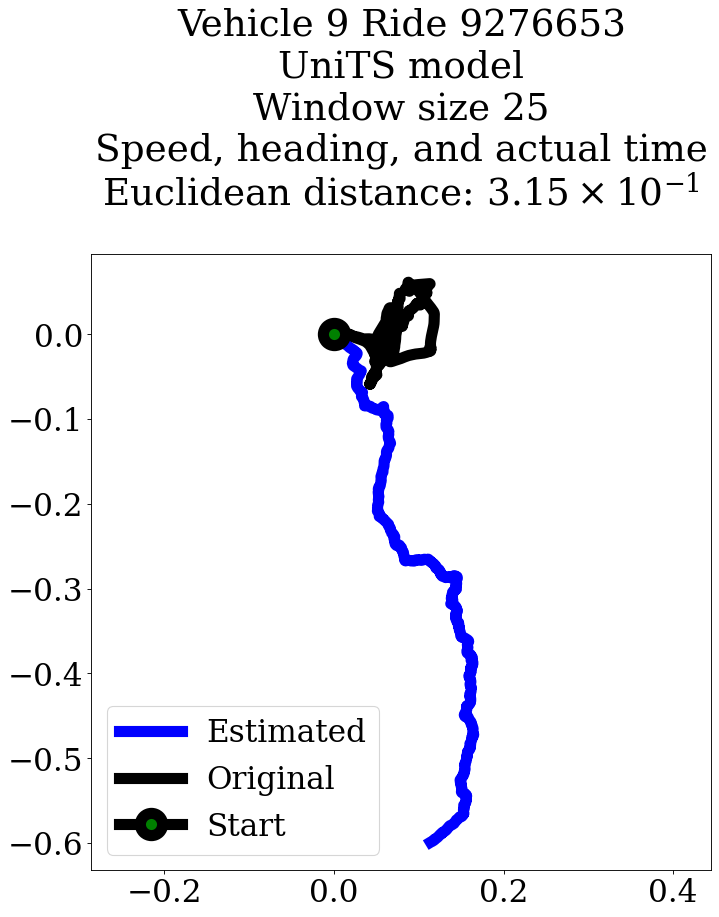 Vehicle 9 Ride 9276653
UniTS model
Window size 25
Speed, heading, and actual time
Euclidean distance: 3.15 × 10⁻¹
0.0
−0.1
−0.2
−0.3
−0.4
−0.5
−0.6
Estimated
Original
Start
−0.2 0.0 0.2 0.4